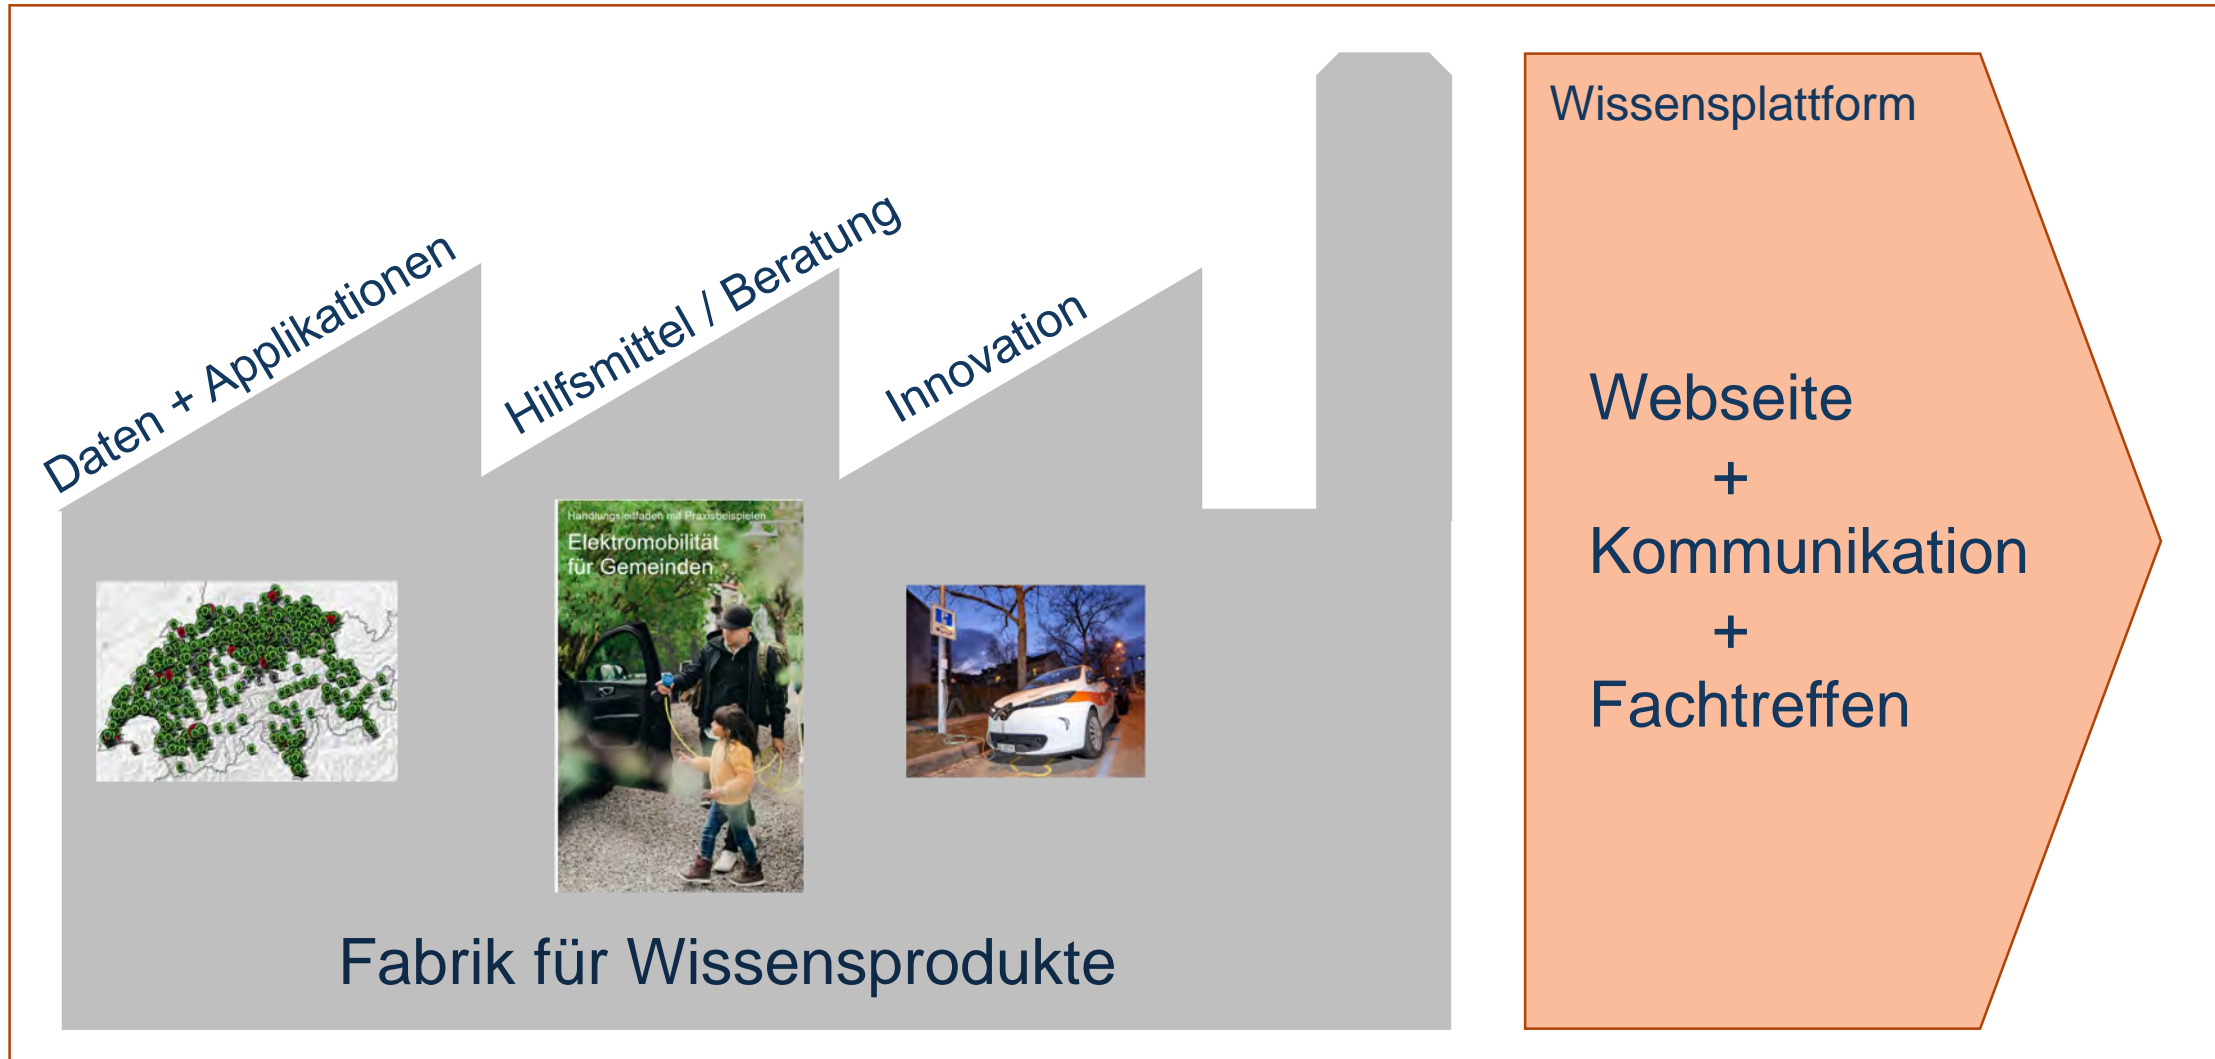 Daten + Applikationen
Hilfsmittel / Beratung
Innovation
Handlungsleitfaden mit Praxisbeispielen
Elektromobilität
für Gemeinden
P
Fabrik für Wissensprodukte
Wissensplattform
Webseite
+
Kommunikation
+
Fachtreffen